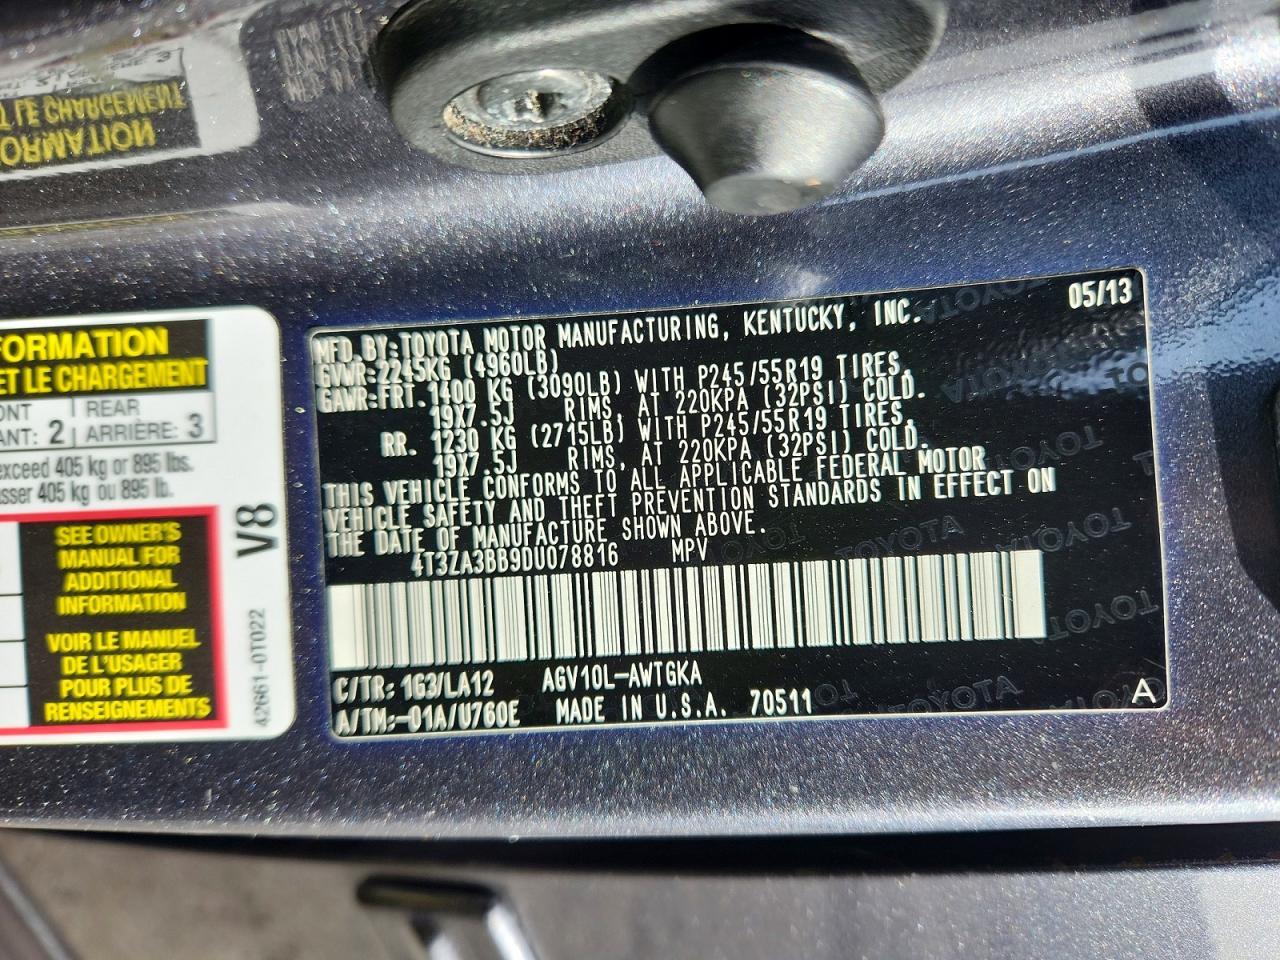 FORMATION
ET LE CHARGEMENT
REAR
ANT: 2 ARRIÈRE: 3
exceed 405 kg or 895 lbs.
asser 405 kg ou 895 lb.
SEE OWNER'S
MANUAL FOR
ADDITIONAL
INFORMATION
VOIR LE MANUEL
DE L'USAGER
POUR PLUS DE
RENSEIGNEMENTS
V8
42661-0T022
05/13
MFD.BY:TOYOTA MOTOR MANUFACTURING, KENTUCKY, INC.
GVWR:2245KG (4960LB)
GAWR:FRT.1400 KG (3090LB) WITH P245/55R19 TIRES,
19X7.5J RIMS, AT 220KPA (32PSI) COLD.
RR. 1230 KG (2715LB) WITH P245/55R19 TIRES,
19X7.5J RIMS, AT 220KPA (32PSI) COLD.
THIS VEHICLE CONFORMS TO ALL APPLICABLE FEDERAL MOTOR
VEHICLE SAFETY AND THEFT PREVENTION STANDARDS IN EFFECT ON
THE DATE OF MANUFACTURE SHOWN ABOVE.
4T3ZA3BB9DU078816 MPV
C/TR: 1G3/LA12 AGV10L-AWTGKA
A/TM:-01A/U760E MADE IN U.S.A. 70511
A